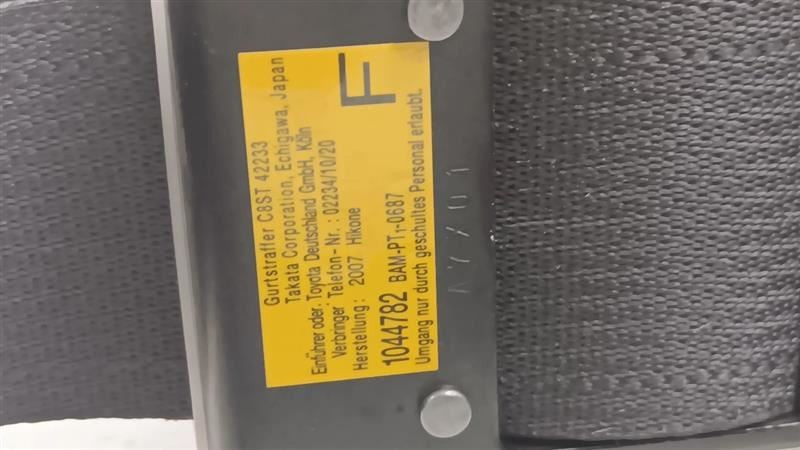 Gurtstraffer C8ST 42233
Takata Corporation, Echigawa, Japan
Einführer oder. Toyota Deutschland GmbH, Köln
Verbringer Telefon-Nr.: 02234/10/20
Herstellung: 2007 Hikone
F
1044782 BAM-PT1-0687
Umgang nur durch geschultes Personal erlaubt.